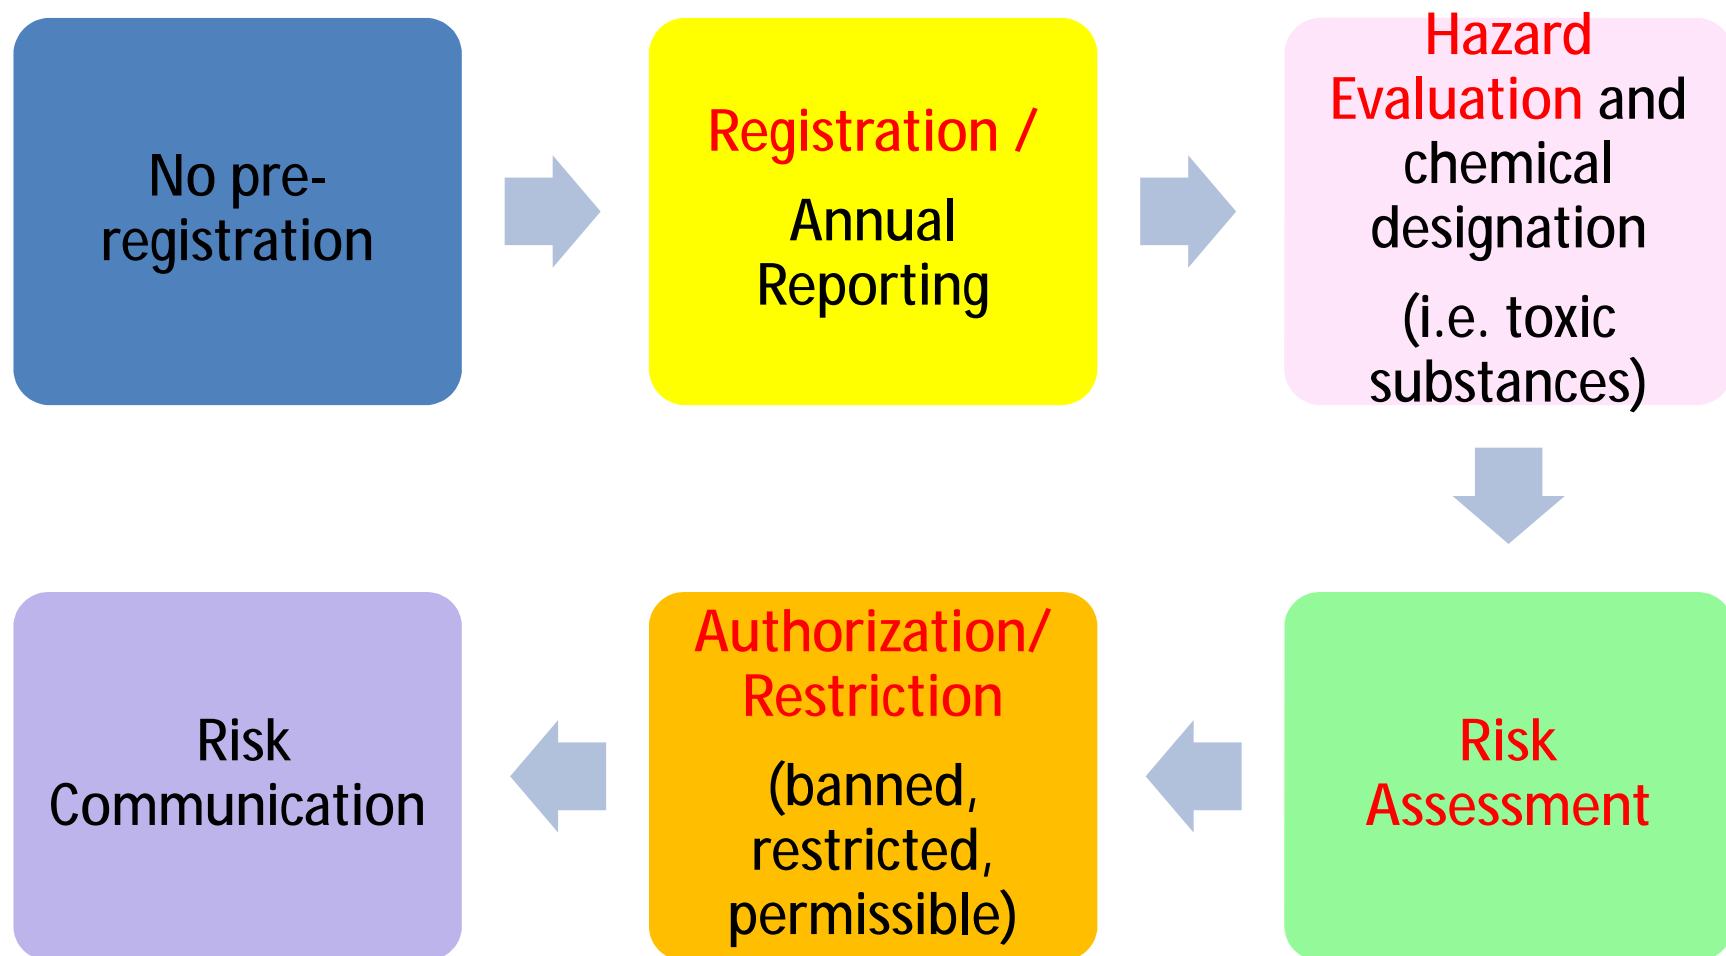 No pre-
registration
Registration /
Annual
Reporting
Hazard
Evaluation and
chemical
designation
(i.e. toxic
substances)
Risk
Communication
Authorization/
Restriction
(banned,
restricted,
permissible)
Risk
Assessment